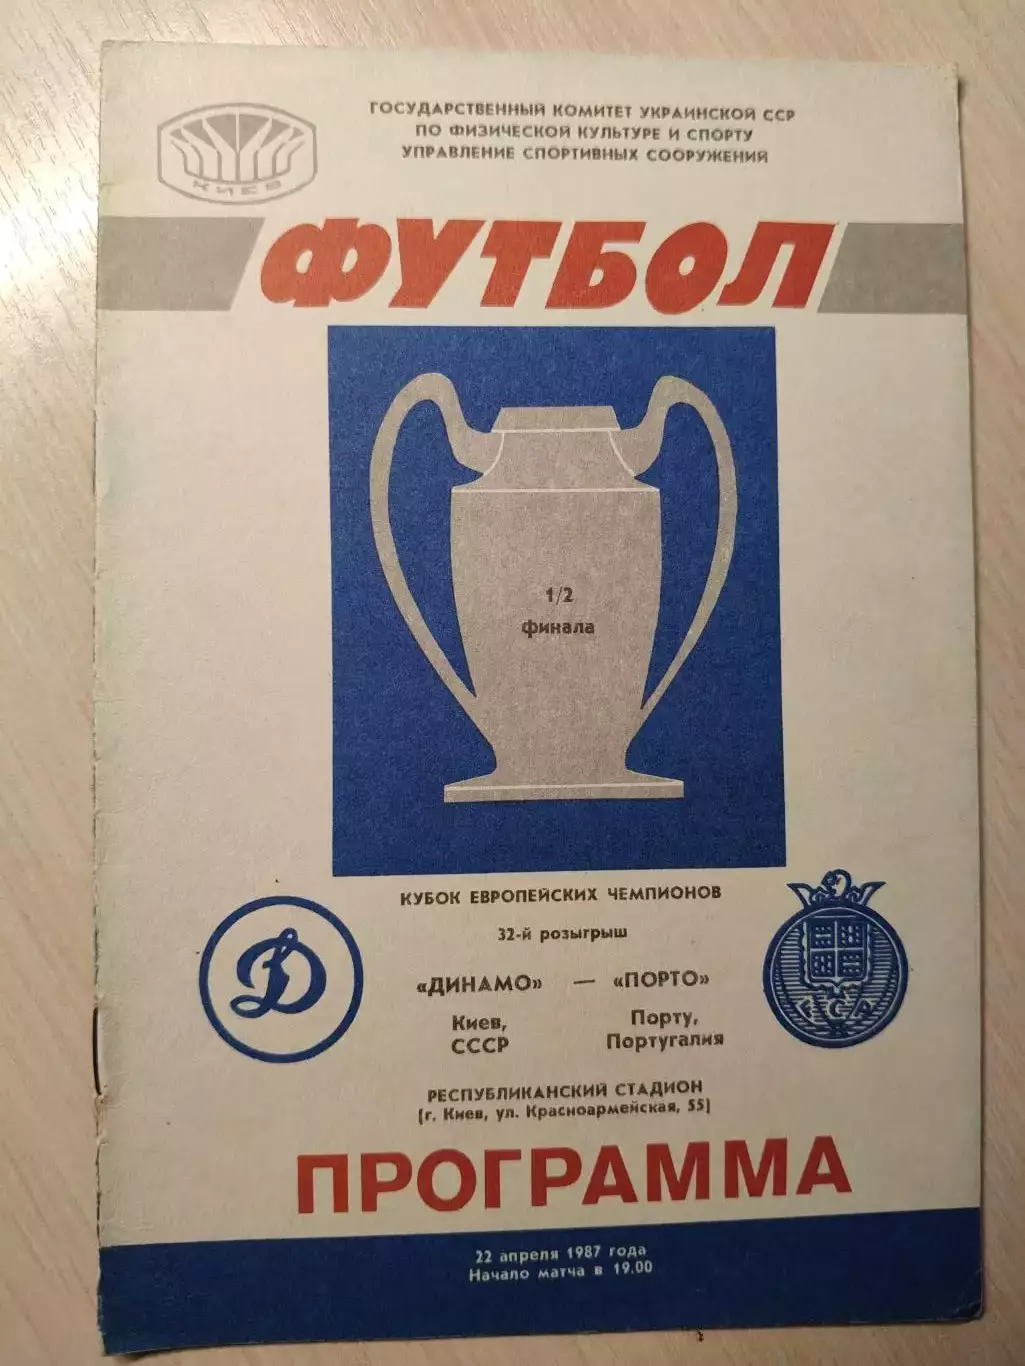 ГОСУДАРСТВЕННЫЙ КОМИТЕТ УКРАИНСКОЙ ССР
ПО ФИЗИЧЕСКОЙ КУЛЬТУРЕ И СПОРТУ
УПРАВЛЕНИЕ СПОРТИВНЫХ СООРУЖЕНИЙ
КИЕВ
ФУТБОЛ
1/2
финала
КУБОК ЕВРОПЕЙСКИХ ЧЕМПИОНОВ
32-й розыгрыш
«ДИНАМО» — «ПОРТО»
Киев, Порту,
СССР Португалия
Д
FCP
РЕСПУБЛИКАНСКИЙ СТАДИОН
(г. Киев, ул. Красноармейская, 55)
ПРОГРАММА
22 апреля 1987 года
Начало матча в 19.00